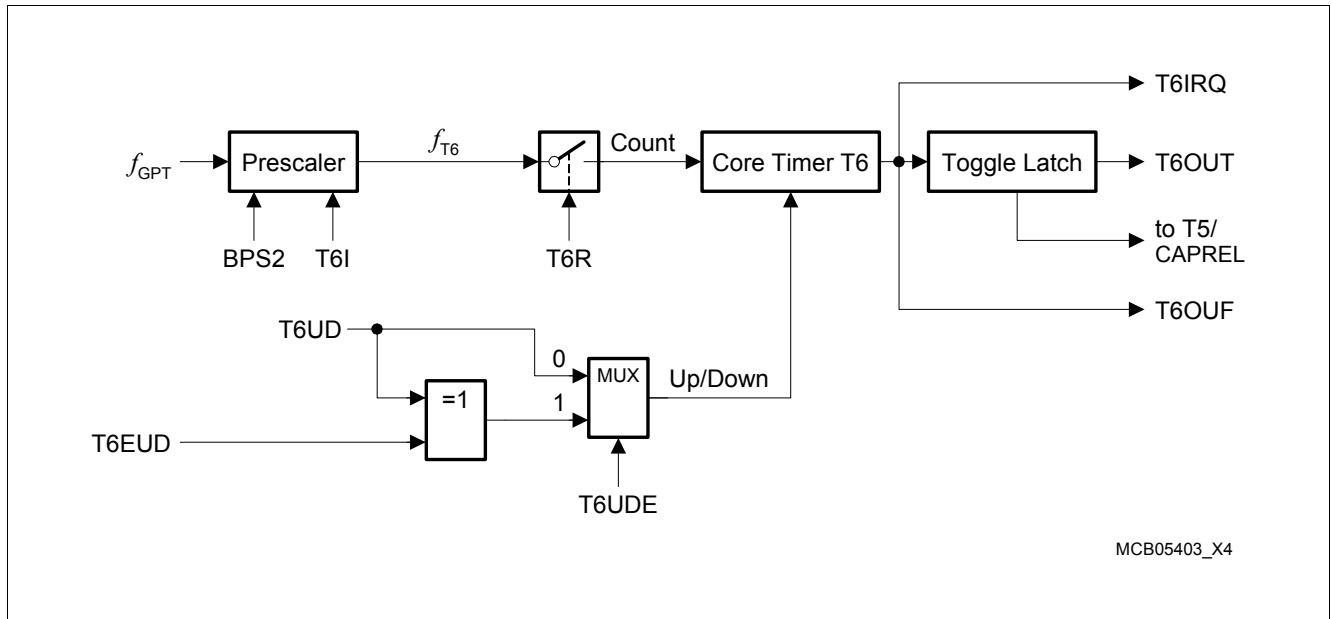 T6IRQ
fGPT
Prescaler
fT6
Count
Core Timer T6
Toggle Latch
T6OUT
BPS2
T6I
T6R
to T5/
CAPREL
T6OUF
T6UD
0
MUX
Up/Down
=1
1
T6EUD
T6UDE
MCB05403_X4